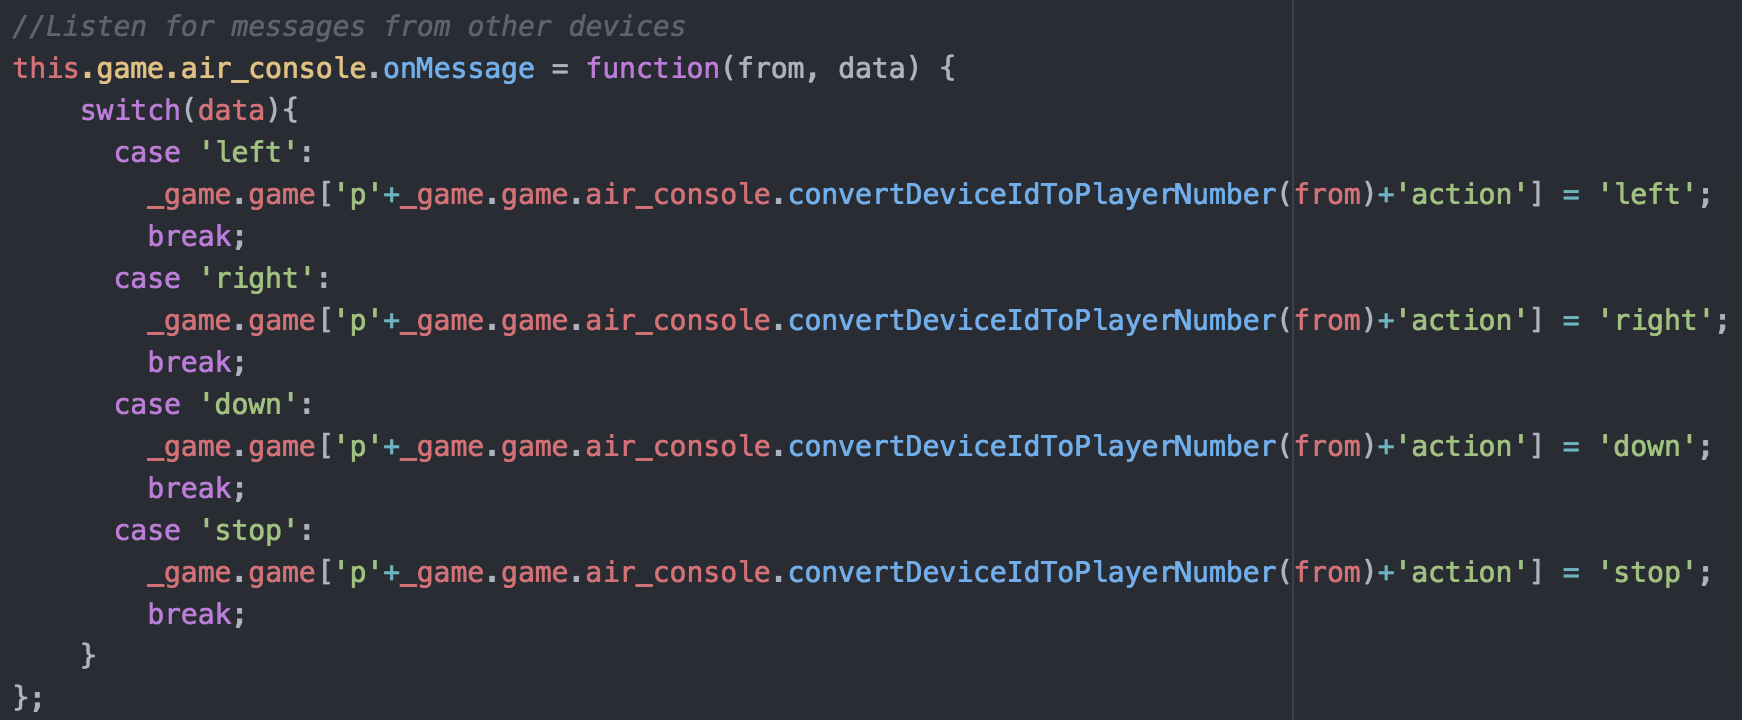 //Listen for messages from other devices
this.game.air_console.onMessage = function(from, data) {
    switch(data){
      case 'left':
        _game.game['p'+_game.game.air_console.convertDeviceIdToPlayerNumber(from)+'action'] = 'left';
        break;
      case 'right':
        _game.game['p'+_game.game.air_console.convertDeviceIdToPlayerNumber(from)+'action'] = 'right';
        break;
      case 'down':
        _game.game['p'+_game.game.air_console.convertDeviceIdToPlayerNumber(from)+'action'] = 'down';
        break;
      case 'stop':
        _game.game['p'+_game.game.air_console.convertDeviceIdToPlayerNumber(from)+'action'] = 'stop';
        break;
    }
};